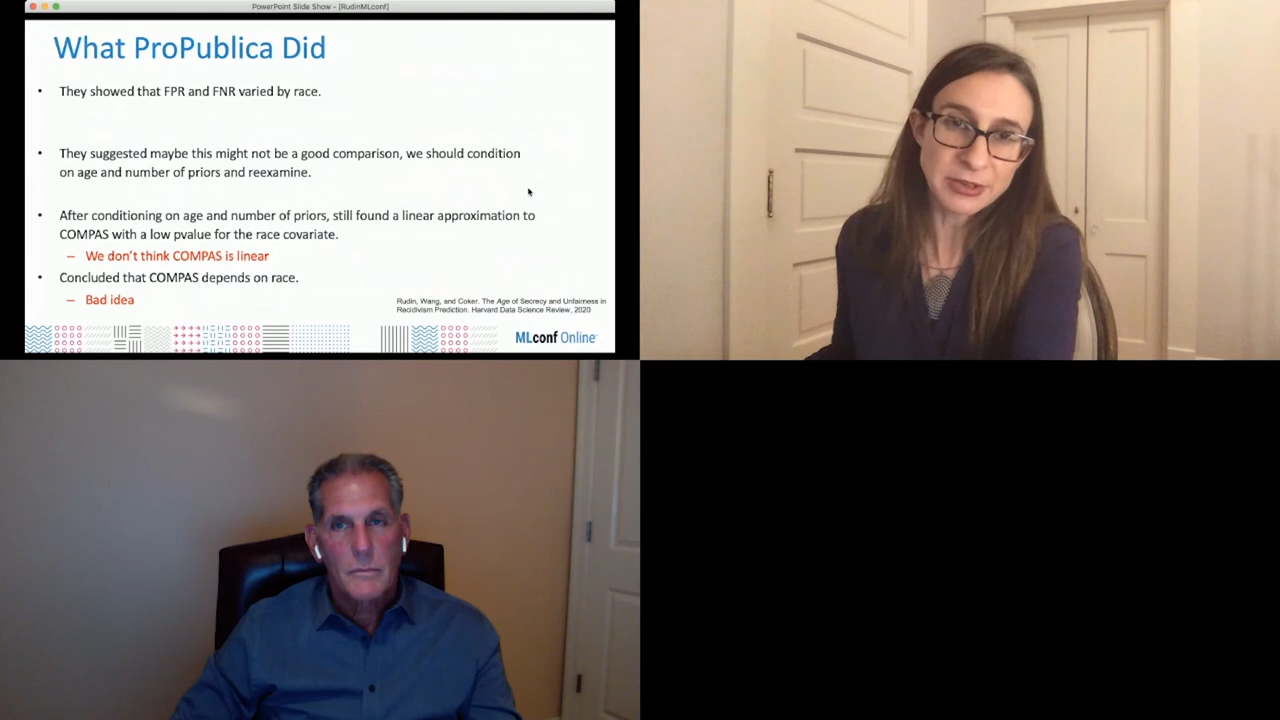 PowerPoint Slide Show - [RudinMLconf]
What ProPublica Did
• They showed that FPR and FNR varied by race.
• They suggested maybe this might not be a good comparison, we should condition
on age and number of priors and reexamine.
• After conditioning on age and number of priors, still found a linear approximation to
COMPAS with a low pvalue for the race covariate.
– We don't think COMPAS is linear
• Concluded that COMPAS depends on race.
– Bad idea
Rudin, Wang, and Coker. The Age of Secrecy and Unfairness in
Recidivism Prediction. Harvard Data Science Review, 2020
MLconf Online